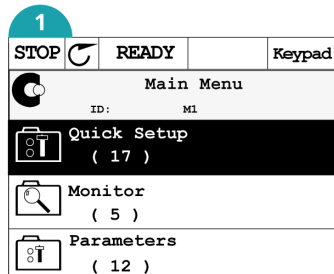 1
STOP READY Keypad
Main Menu
ID: M1
Quick Setup
( 17 )
Monitor
( 5 )
Parameters
( 12 )